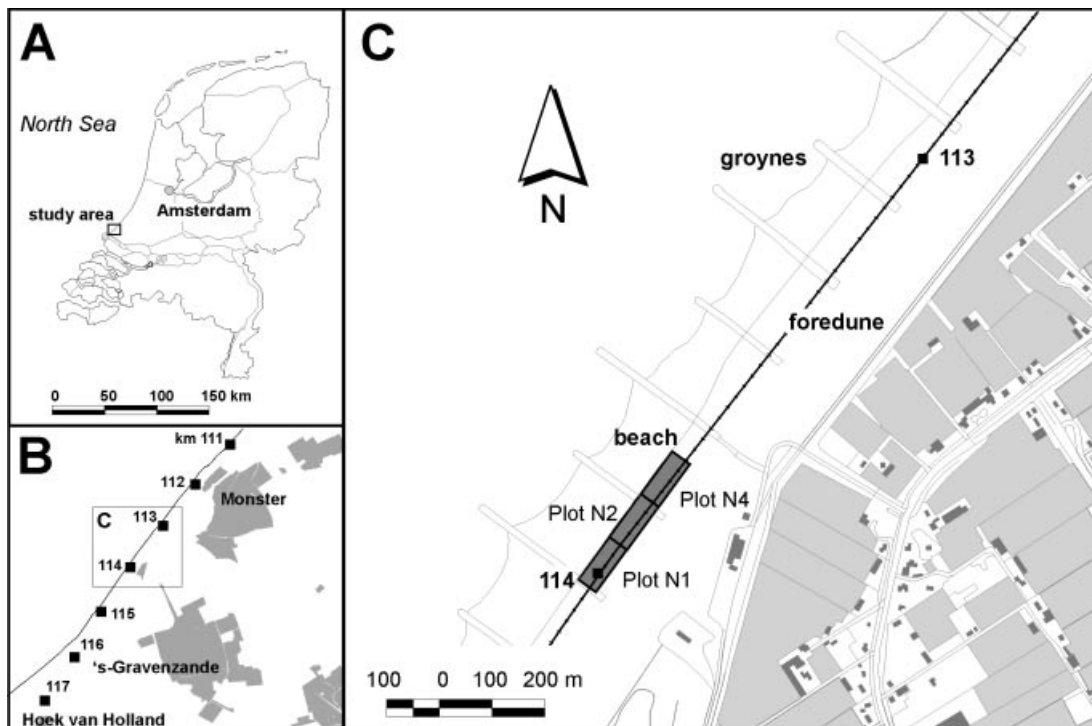 A
North Sea
study area
Amsterdam
0 50 100 150 km
B
km 111
112
Monster
113
C
114
115
116
's-Gravenzande
117
Hoek van Holland
C
groynes
113
N
foredune
beach
Plot N2
Plot N4
114
Plot N1
100 0 100 200 m